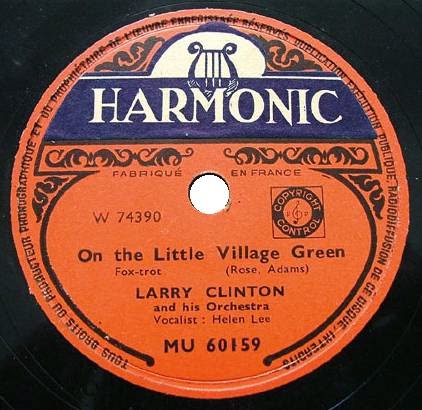 TOUS DROITS DU PRODUCTEUR PHONOGRAPHIQUE ET DU PROPRIÉTAIRE DE L'ŒUVRE ENREGISTRÉE RÉSERVÉS. DUPLICATION EXÉCUTION PUBLIQUE, RADIODIFFUSION DE CE DISQUE INTERDITS
HARMONIC
FABRIQUÉ EN FRANCE
W 74390
COPYRIGHT
CONTROL
On the Little Village Green
Fox-trot (Rose, Adams)
LARRY CLINTON
and his Orchestra
Vocalist : Helen Lee
MU 60159